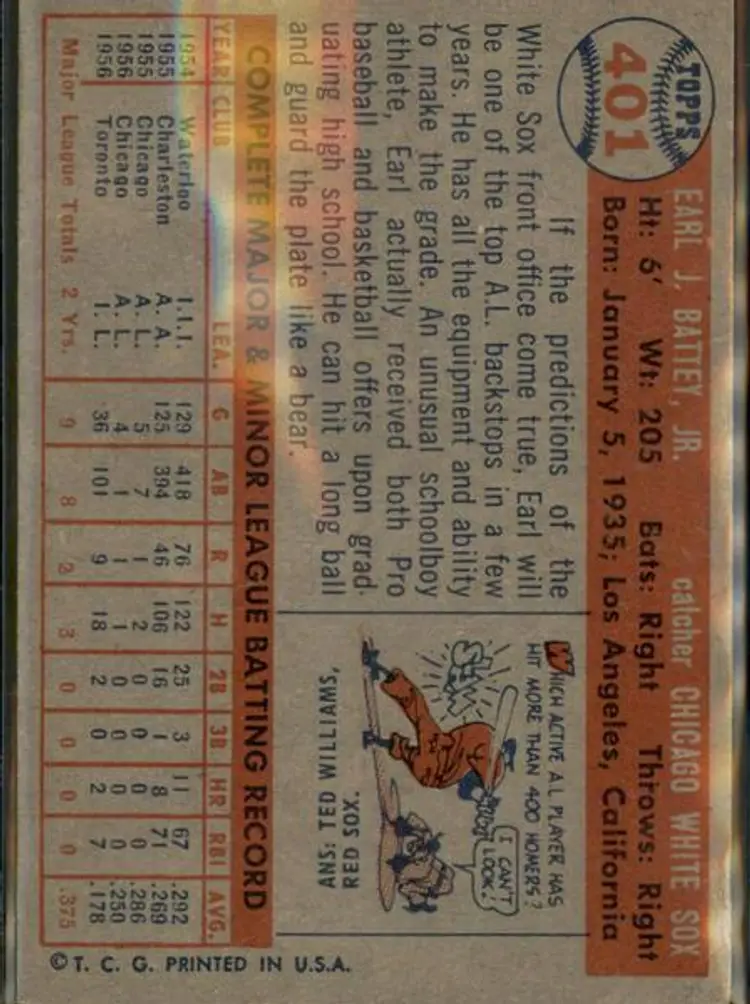 TOPPS
401
EARL J. BATTEY, JR. catcher CHICAGO WHITE SOX
Ht: 6' Wt: 205 Bats: Right Throws: Right
Born: January 5, 1935; Los Angeles, California
If the predictions of the
White Sox front office come true, Earl will
be one of the top A.L. backstops in a few
years. He has all the equipment and ability
to make the grade. An unusual schoolboy
athlete, Earl actually received both Pro
baseball and basketball offers upon grad-
uating high school. He can hit a long ball
and guard the plate like a bear.
WHICH ACTIVE A.L PLAYER HAS
HIT MORE THAN 400 HOMERS?
I CAN'T
LOOK!
ANS: TED WILLIAMS,
RED SOX.
COMPLETE MAJOR & MINOR LEAGUE BATTING RECORD
YEAR CLUB LEA. G AB R H 2B 3B HR RBI AVG.
1954 Waterloo I.I.I. 129 418 76 122 25 3 11 67 .292
1955 Charleston A. A. 125 394 46 106 16 1 8 71 .269
1955 Chicago A. L. 5 7 1 2 0 0 0 0 .286
1956 Chicago A. L. 4 1 1 1 0 0 0 0 .250
1956 Toronto I. L. 36 101 9 18 2 0 2 7 .178
Major League Totals 2 Yrs. 9 8 2 3 0 0 0 0 .375
© T. C. G. PRINTED IN U.S.A.